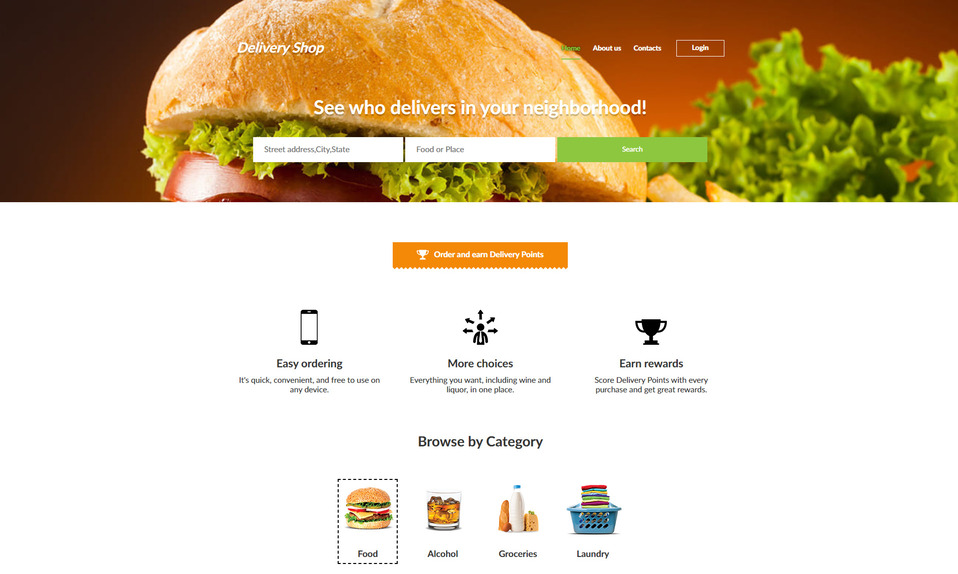 Delivery Shop
Home About us Contacts Login
See who delivers in your neighborhood!
Street address,City,State Food or Place Search
Order and earn Delivery Points
Easy ordering More choices Earn rewards
It's quick, convenient, and free to use on
any device.
Everything you want, including wine and
liquor, in one place.
Score Delivery Points with every
purchase and get great rewards.
Browse by Category
Food Alcohol Groceries Laundry